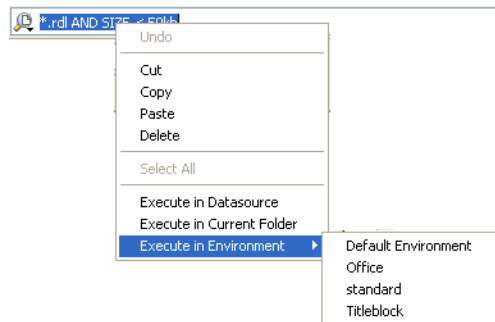 *.rdl AND SIZE < 50kb
Undo
Cut
Copy
Paste
Delete
Select All
Execute in Datasource
Execute in Current Folder
Execute in Environment
Default Environment
Office
standard
Titleblock